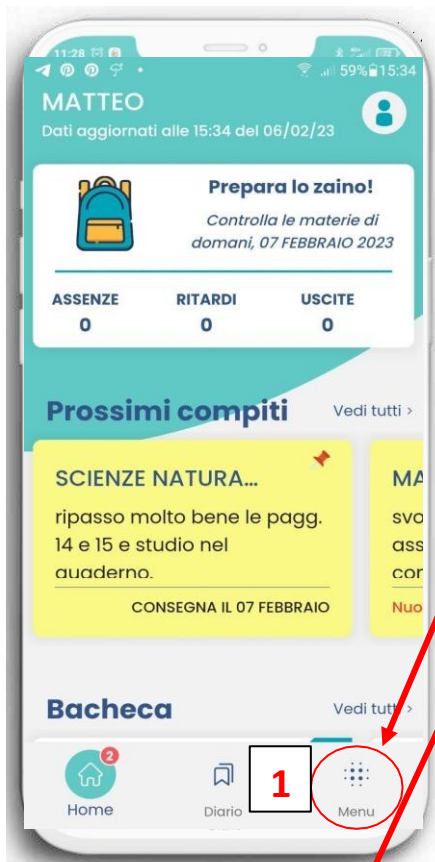 11:28
59% 15:34
MATTEO
Dati aggiornati alle 15:34 del 06/02/23
Prepara lo zaino!
Controlla le materie di
domani, 07 FEBBRAIO 2023
ASSENZE RITARDI USCITE
0 0 0
Prossimi compiti Vedi tutti >
SCIENZE NATURA... MA
ripasso molto bene le pagg. svo
14 e 15 e studio nel ass
quaderno. con
CONSEGNA IL 07 FEBBRAIO Nuo
Bacheca Vedi tutti >
2
1
Home Diario Menu